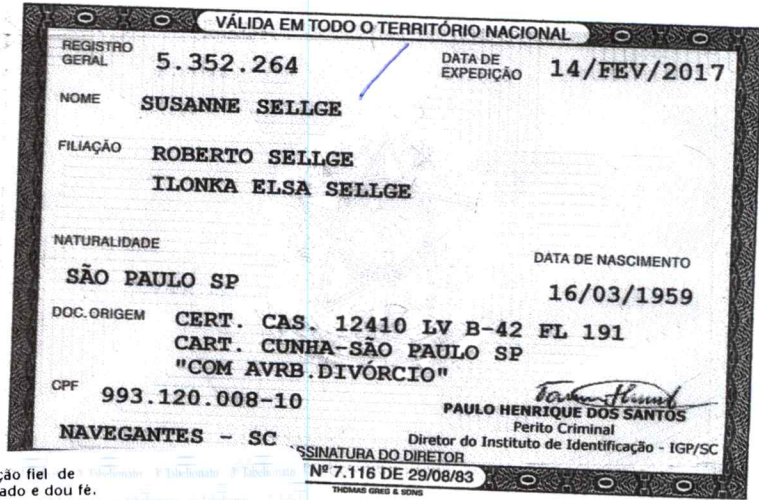 VÁLIDA EM TODO O TERRITÓRIO NACIONAL
REGISTRO GERAL 5.352.264 DATA DE EXPEDIÇÃO 14/FEV/2017
NOME SUSANNE SELLGE
FILIAÇÃO ROBERTO SELLGE
ILONKA ELSA SELLGE
NATURALIDADE DATA DE NASCIMENTO
SÃO PAULO SP 16/03/1959
DOC. ORIGEM CERT. CAS. 12410 LV B-42 FL 191
CART. CUNHA-SÃO PAULO SP
"COM AVRB.DIVÓRCIO"
CPF 993.120.008-10
PAULO HENRIQUE DOS SANTOS
Perito Criminal
NAVEGANTES - SC Diretor do Instituto de Identificação - IGP/SC
SSINATURA DO DIRETOR
ção fiel de Nº 7.116 DE 29/08/83
ado e dou fé. THOMAS GREG & SONS